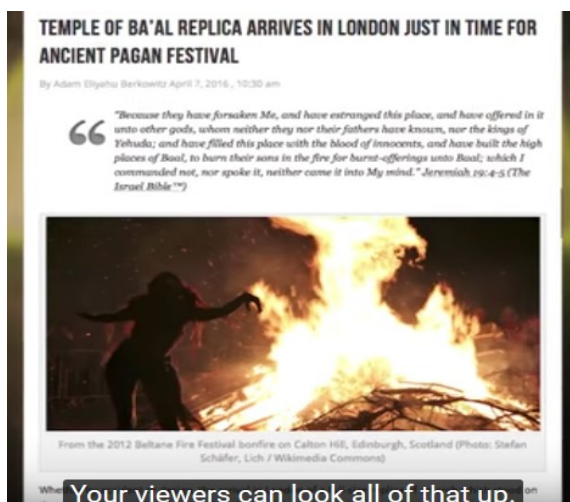 TEMPLE OF BA'AL REPLICA ARRIVES IN LONDON JUST IN TIME FOR
ANCIENT PAGAN FESTIVAL
By Adam Eliyahu Berkowitz April 7, 2016 , 10:30 am
"Because they have forsaken Me, and have estranged this place, and have offered in it
unto other gods, whom neither they nor their fathers have known, nor the kings of
Yehuda; and have filled this place with the blood of innocents, and have built the high
places of Baal, to burn their sons in the fire for burnt-offerings unto Baal; which I
commanded not, nor spoke it, neither came it into My mind." Jeremiah 19:4-5 (The
Israel Bible™)
From the 2012 Beltane Fire Festival bonfire on Calton Hill, Edinburgh, Scotland (Photo: Stefan
Schäfer, Lich / Wikimedia Commons)
Your viewers can look all of that up.